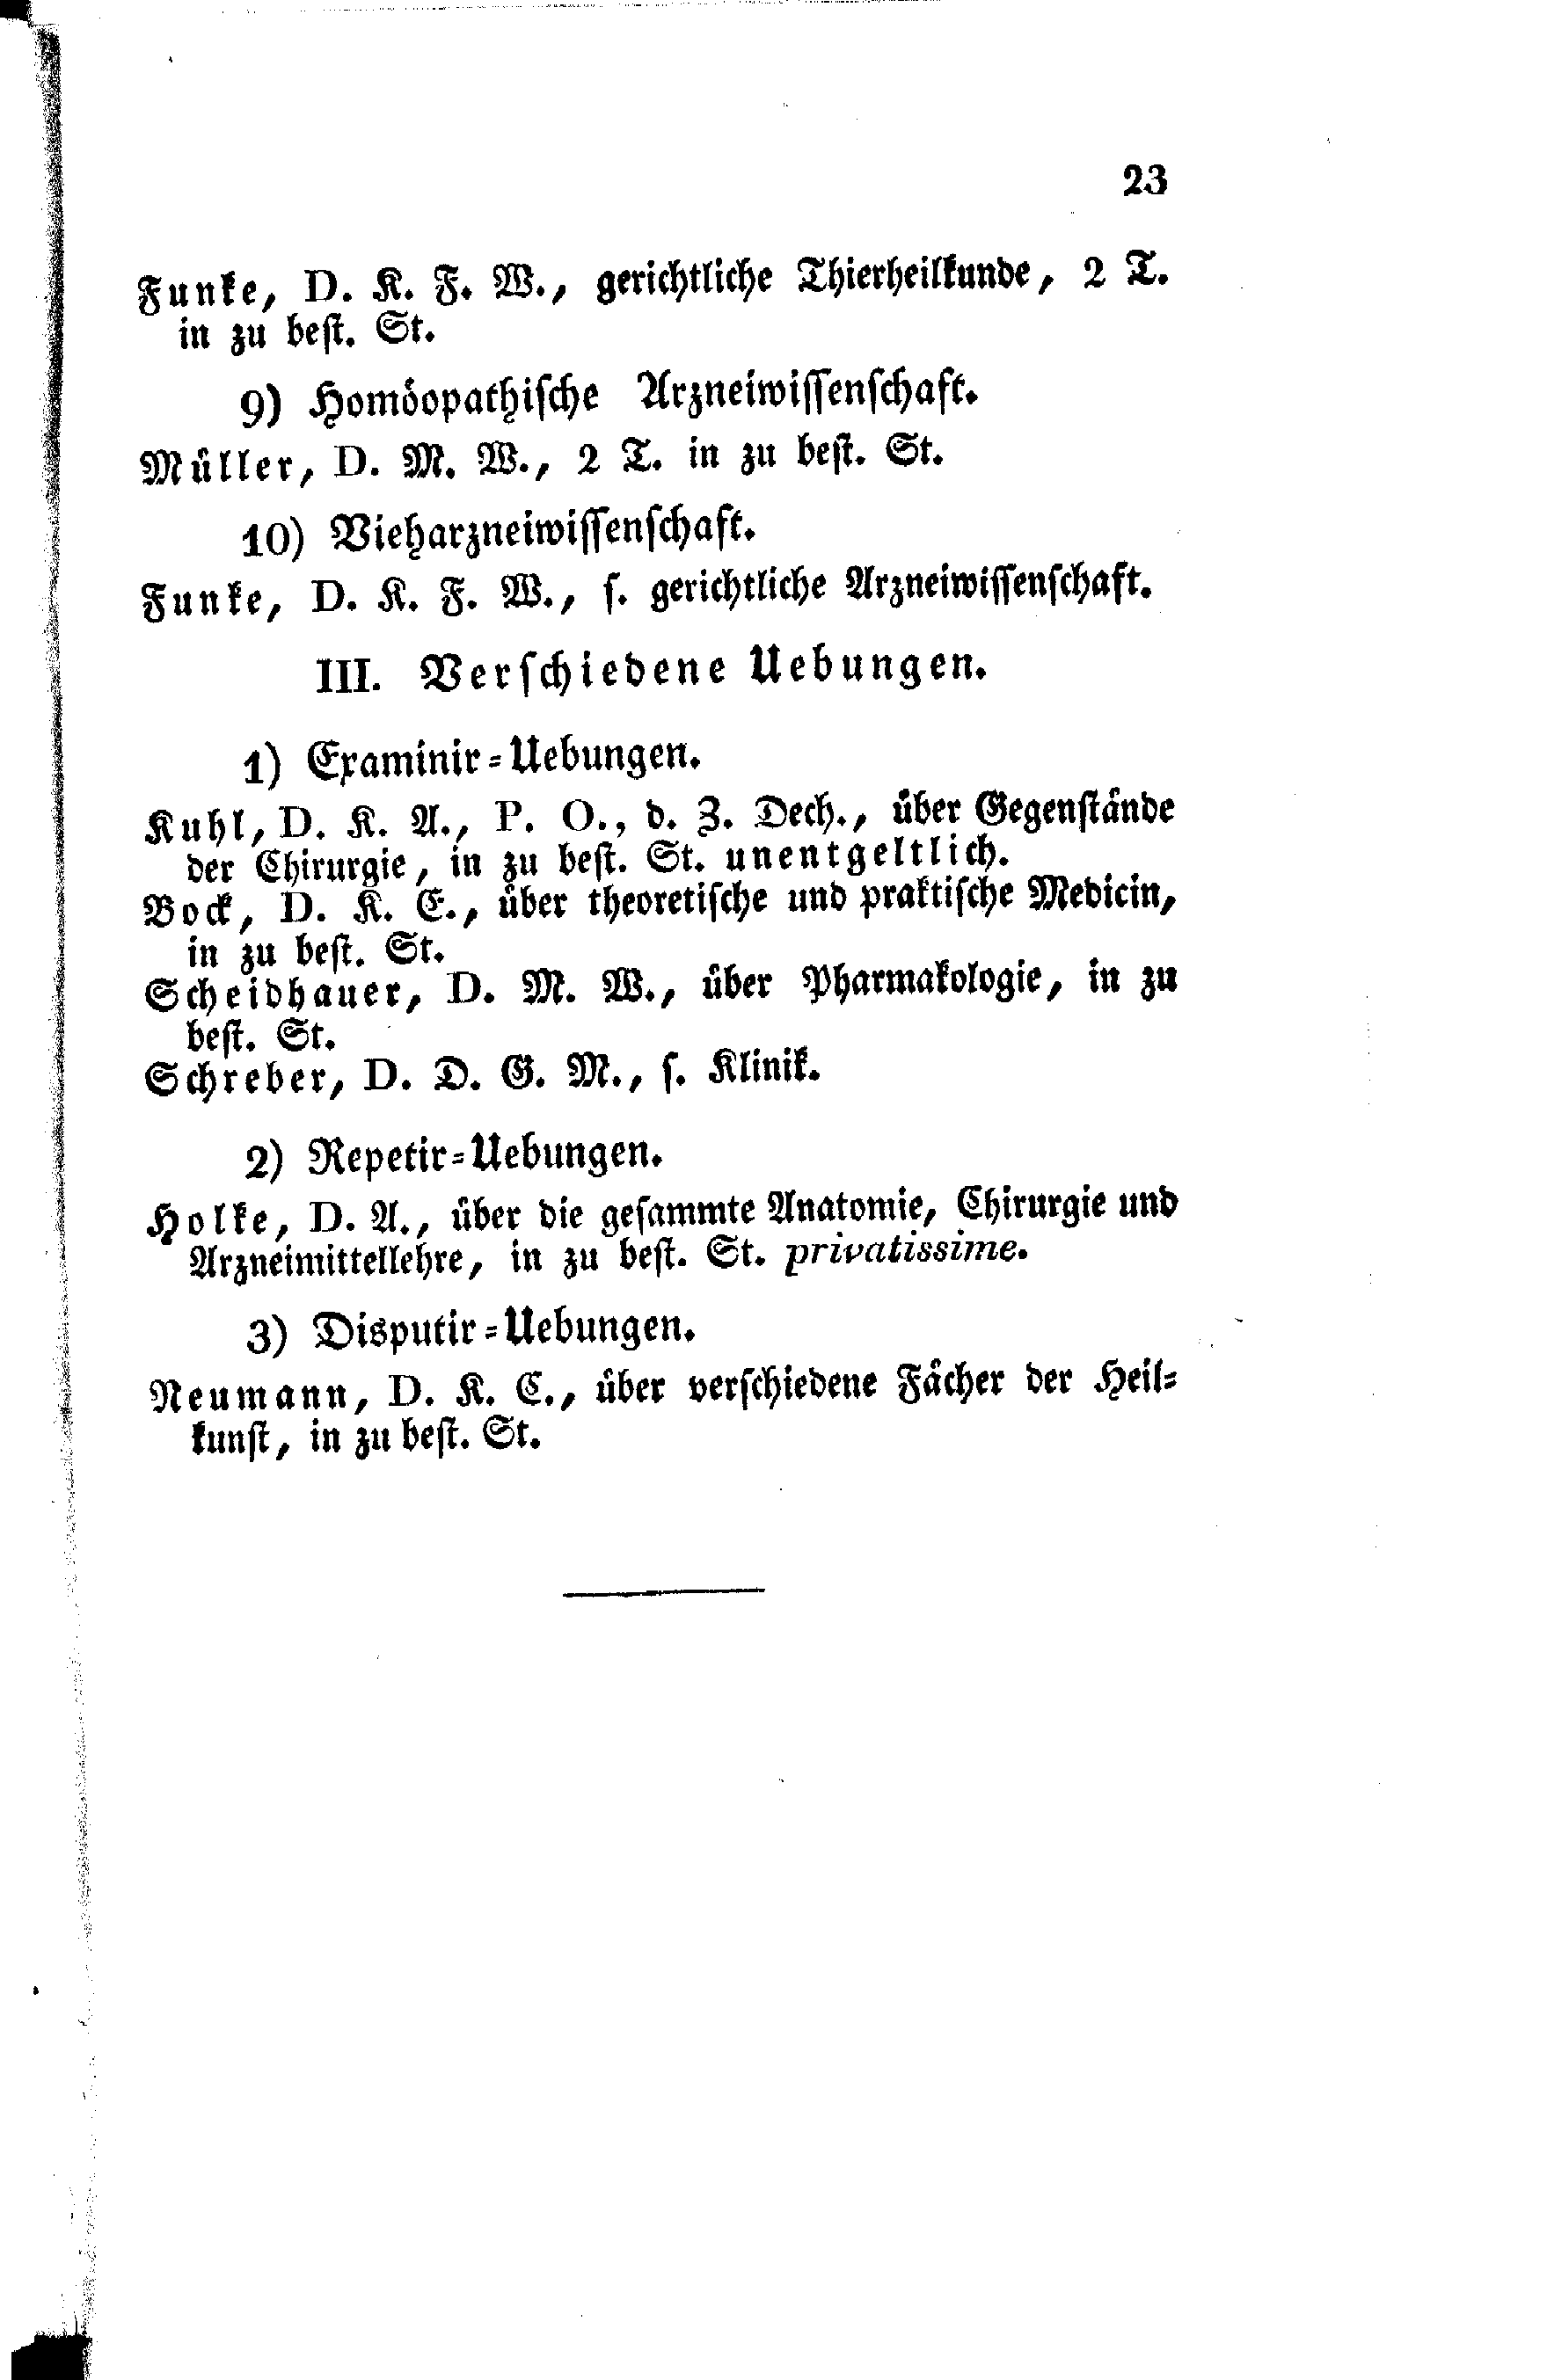 23
Funke, D. K. F. W., gerichtliche Thierheilkunde, 2 T.
in zu best. St.
9) Homöopathische Arzneiwissenschaft.
Müller, D. M. W., 2 T. in zu best. St.
10) Vieharzneiwissenschaft.
Funke, D. K. F. W., s. gerichtliche Arzneiwissenschaft.
III. Verschiedene Uebungen.
1) Examinir-Uebungen.
Kuhl, D. K. A., P. O., d. Z. Dech., über Gegenstände
der Chirurgie, in zu best. St. unentgeltlich.
Bock, D. K. E., über theoretische und praktische Medicin,
in zu best. St.
Scheidhauer, D. M. W., über Pharmakologie, in zu
best. St.
Schreber, D. D. G. M., s. Klinik.
2) Repetir-Uebungen.
Holke, D. A., über die gesammte Anatomie, Chirurgie und
Arzneimittellehre, in zu best. St. privatissime.
3) Disputir-Uebungen.
Neumann, D. K. C., über verschiedene Fächer der Heil-
kunst, in zu best. St.